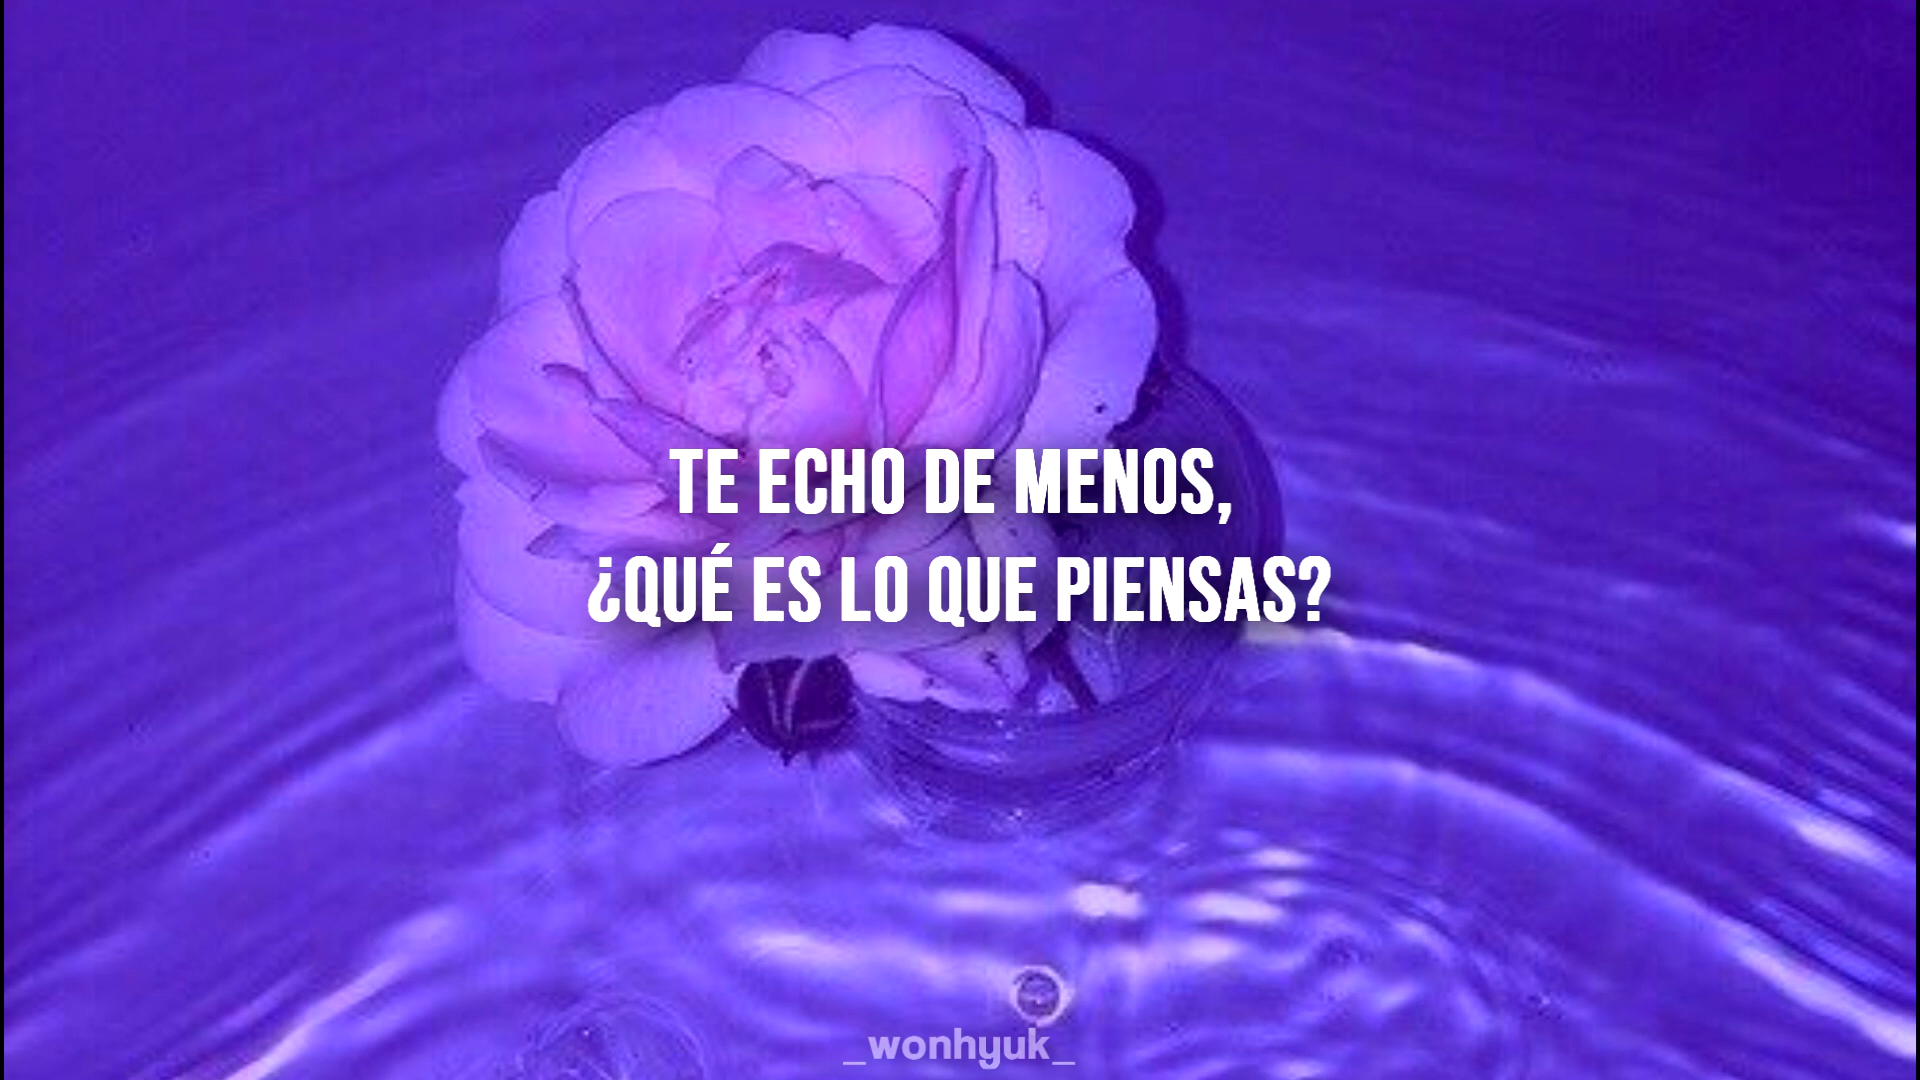 TE ECHO DE MENOS,
¿QUÉ ES LO QUE PIENSAS?
_wonhyuk_